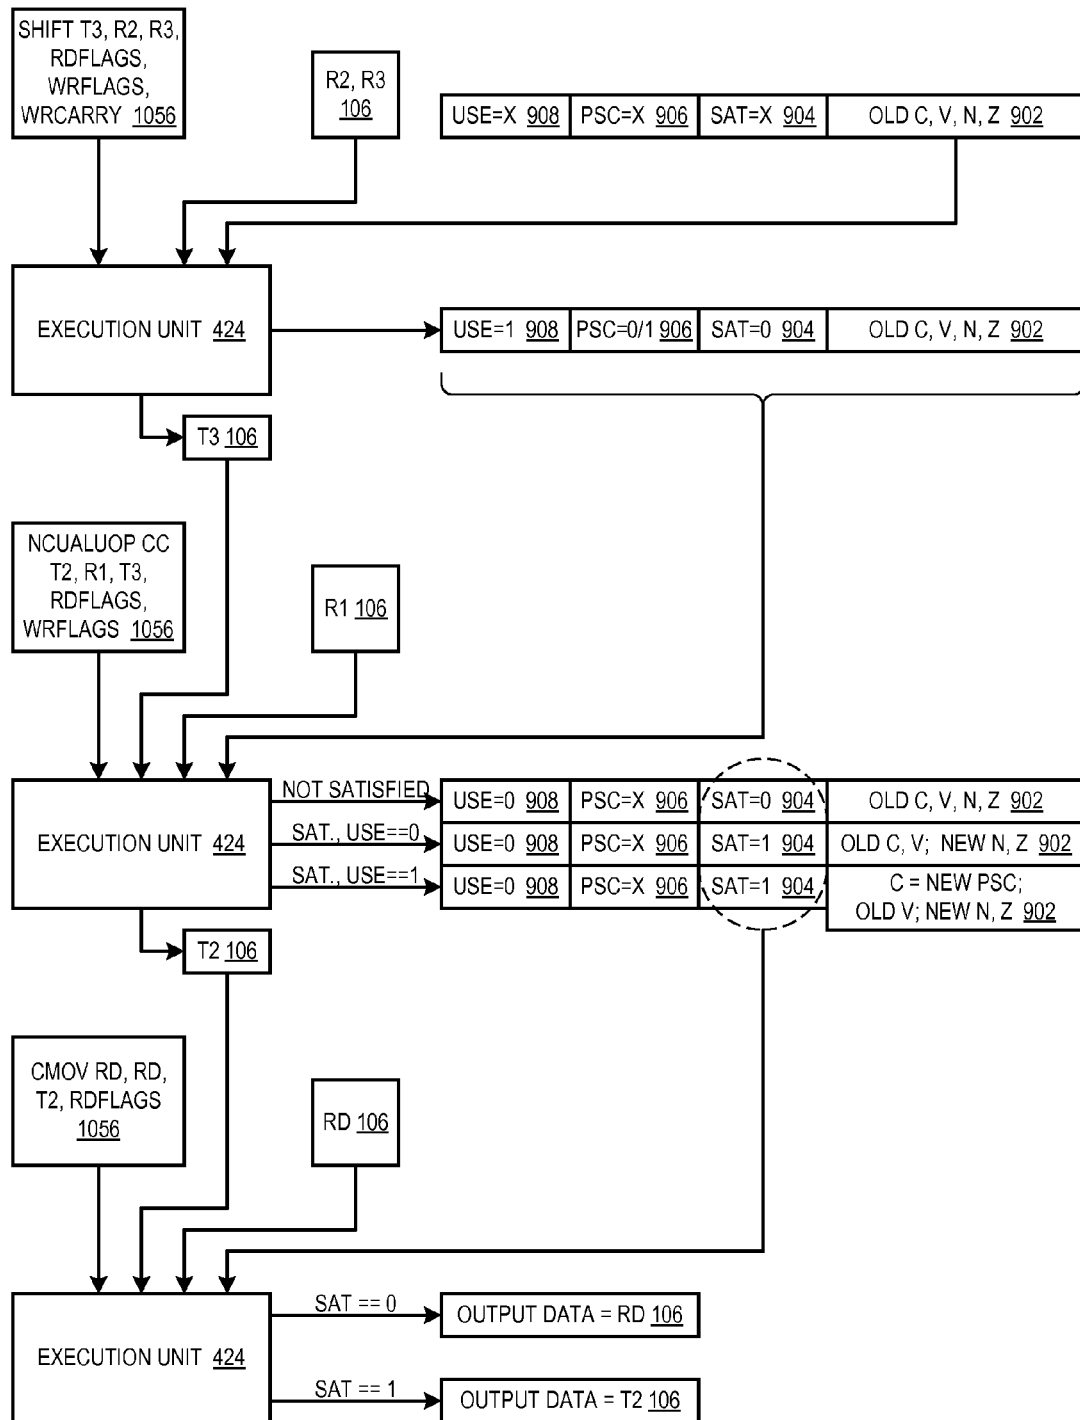 SHIFT T3, R2, R3,
RDFLAGS,
WRFLAGS,
WRCARRY 1056
R2, R3
106
USE=X 908 PSC=X 906 SAT=X 904 OLD C, V, N, Z 902
EXECUTION UNIT 424
USE=1 908 PSC=0/1 906 SAT=0 904 OLD C, V, N, Z 902
T3 106
NCUALUOP CC
T2, R1, T3,
RDFLAGS,
WRFLAGS 1056
R1 106
EXECUTION UNIT 424
NOT SATISFIED
USE=0 908 PSC=X 906 SAT=0 904 OLD C, V, N, Z 902
SAT., USE==0
USE=0 908 PSC=X 906 SAT=1 904 OLD C, V; NEW N, Z 902
SAT., USE==1
USE=0 908 PSC=X 906 SAT=1 904 C = NEW PSC;
OLD V; NEW N, Z 902
T2 106
CMOV RD, RD,
T2, RDFLAGS
1056
RD 106
EXECUTION UNIT 424
SAT == 0
OUTPUT DATA = RD 106
SAT == 1
OUTPUT DATA = T2 106